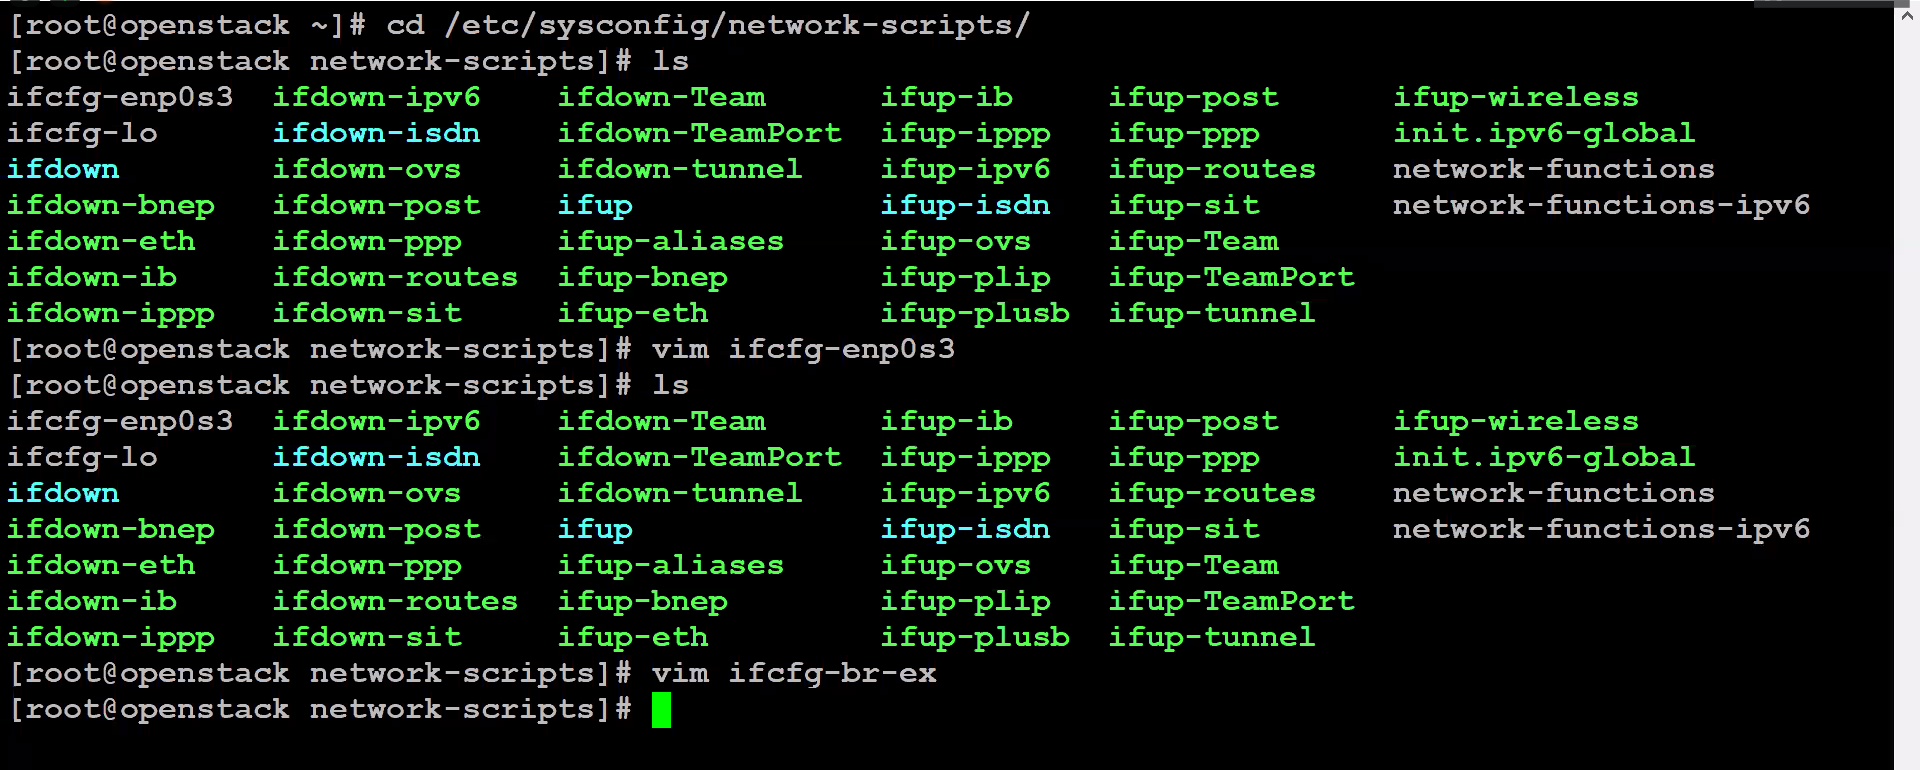 [root@openstack ~]# cd /etc/sysconfig/network-scripts/
[root@openstack network-scripts]# ls
ifcfg-enp0s3  ifdown-ipv6    ifdown-Team      ifup-ib     ifup-post      ifup-wireless
ifcfg-lo      ifdown-isdn    ifdown-TeamPort  ifup-ippp   ifup-ppp       init.ipv6-global
ifdown        ifdown-ovs     ifdown-tunnel    ifup-ipv6   ifup-routes    network-functions
ifdown-bnep   ifdown-post    ifup             ifup-isdn   ifup-sit       network-functions-ipv6
ifdown-eth    ifdown-ppp     ifup-aliases     ifup-ovs    ifup-Team
ifdown-ib     ifdown-routes  ifup-bnep        ifup-plip   ifup-TeamPort
ifdown-ippp   ifdown-sit     ifup-eth         ifup-plusb  ifup-tunnel
[root@openstack network-scripts]# vim ifcfg-enp0s3
[root@openstack network-scripts]# ls
ifcfg-enp0s3  ifdown-ipv6    ifdown-Team      ifup-ib     ifup-post      ifup-wireless
ifcfg-lo      ifdown-isdn    ifdown-TeamPort  ifup-ippp   ifup-ppp       init.ipv6-global
ifdown        ifdown-ovs     ifdown-tunnel    ifup-ipv6   ifup-routes    network-functions
ifdown-bnep   ifdown-post    ifup             ifup-isdn   ifup-sit       network-functions-ipv6
ifdown-eth    ifdown-ppp     ifup-aliases     ifup-ovs    ifup-Team
ifdown-ib     ifdown-routes  ifup-bnep        ifup-plip   ifup-TeamPort
ifdown-ippp   ifdown-sit     ifup-eth         ifup-plusb  ifup-tunnel
[root@openstack network-scripts]# vim ifcfg-br-ex
[root@openstack network-scripts]#